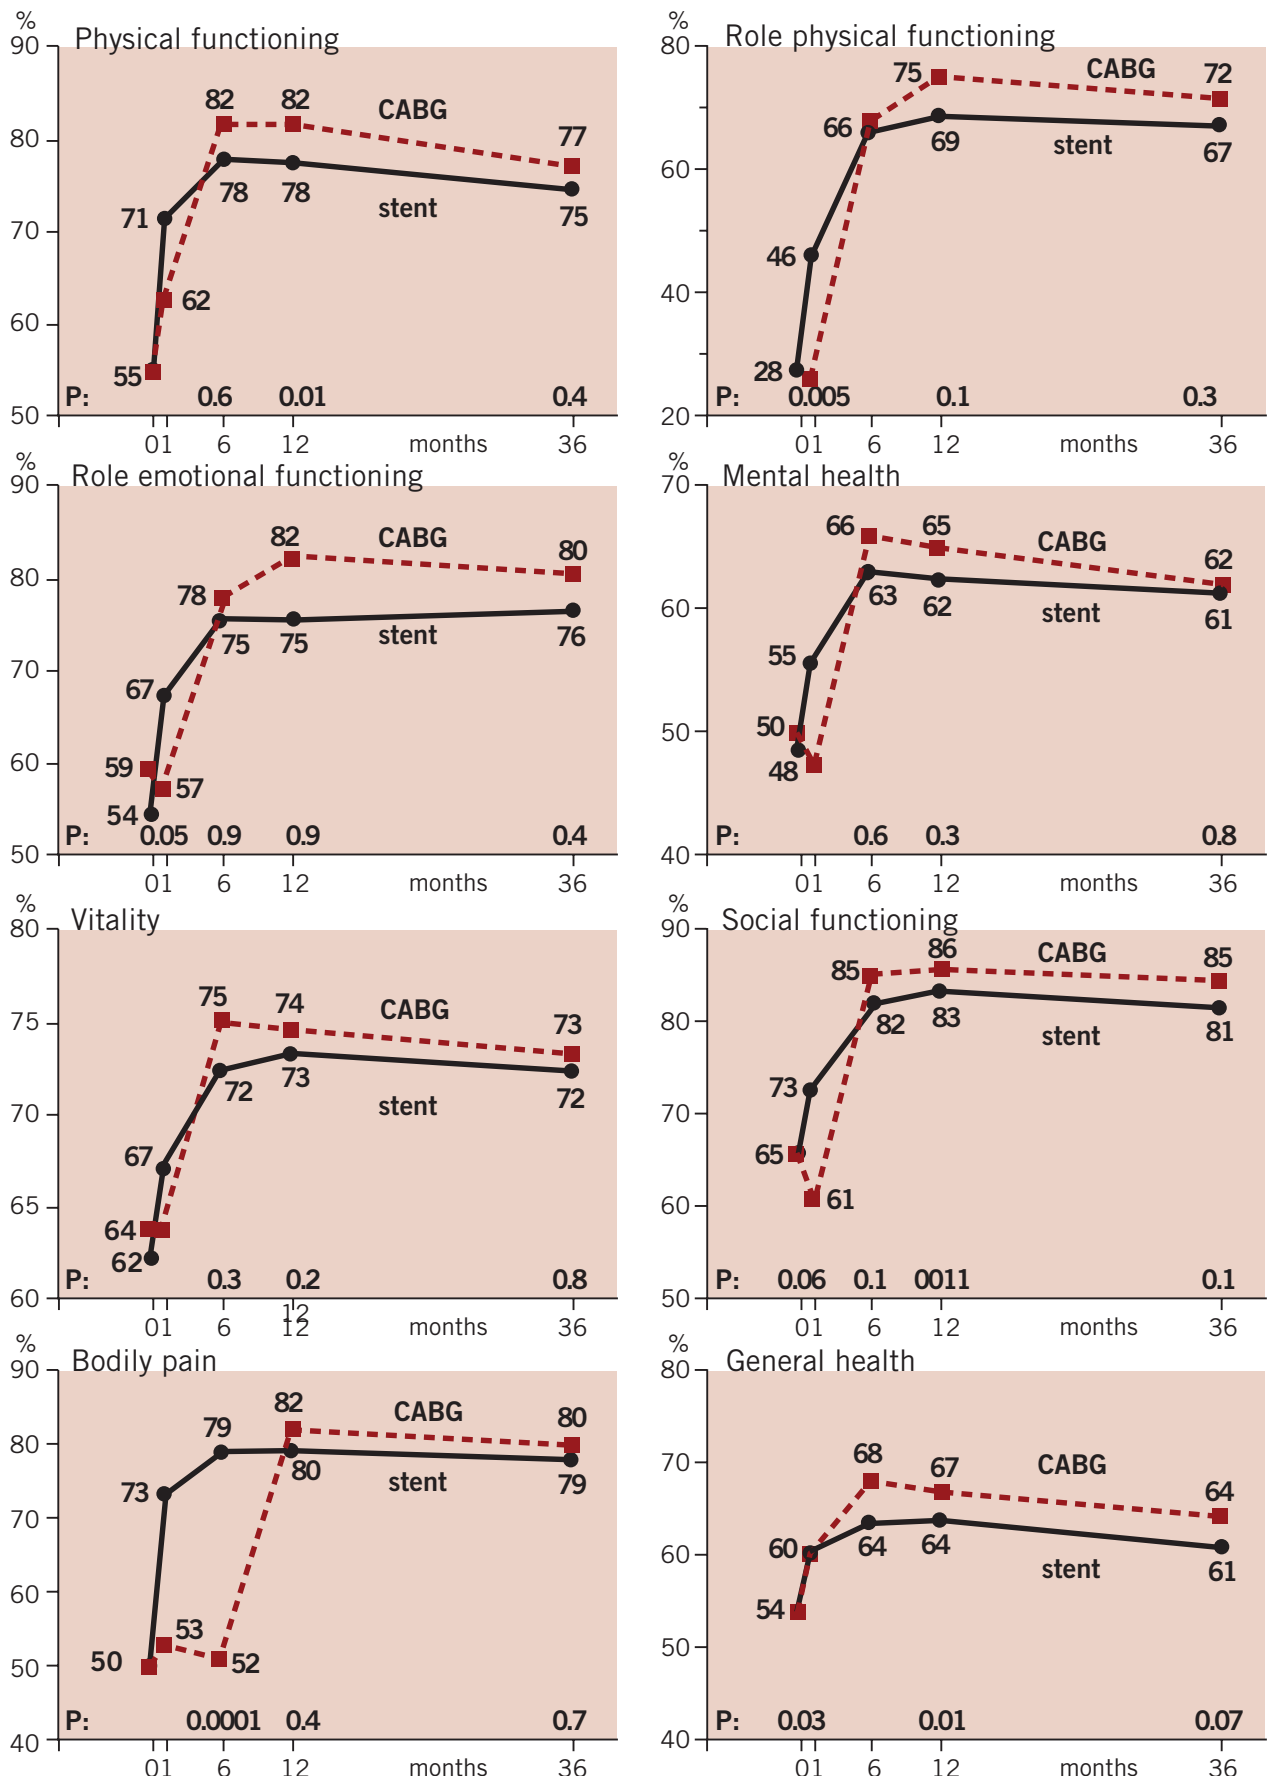 %
90
Physical functioning
82 82 CABG
80
77
78 78
71 stent 75
70
62
60
55
P: 0.6 0.01 0.4
50
01 6 12 months 36
%
80
Role physical functioning
75 CABG 72
66
69 stent 67
60
46
40
28
P: 0.005 0.1 0.3
20
01 6 12 months 36
%
90
Role emotional functioning
82 CABG 80
80
78
75 75 stent 76
70
67
60
59
57
54
P: 0.05 0.9 0.9 0.4
50
01 6 12 months 36
%
70
Mental health
66 65 CABG 62
60
63 62 stent 61
55
50
50
48
P: 0.6 0.3 0.8
40
01 6 12 months 36
%
80
Vitality
75 74 CABG 73
75
72 73 stent 72
70
67
65
64
62
P: 0.3 0.2 0.8
60
01 6 12 months 36
%
90
Social functioning
85 86 CABG 85
80
82 83 stent 81
73
70
65
61
60
P: 0.06 0.1 0011 0.1
50
01 6 12 months 36
%
90
Bodily pain
82 CABG 80
79
80
80 stent 79
73
70
60
53
50 52
50
P: 0.0001 0.4 0.7
40
01 6 12 months 36
%
80
General health
68 67 CABG 64
70
60
60
64 64 stent 61
54
50
P: 0.03 0.01 0.07
40
01 6 12 months 36